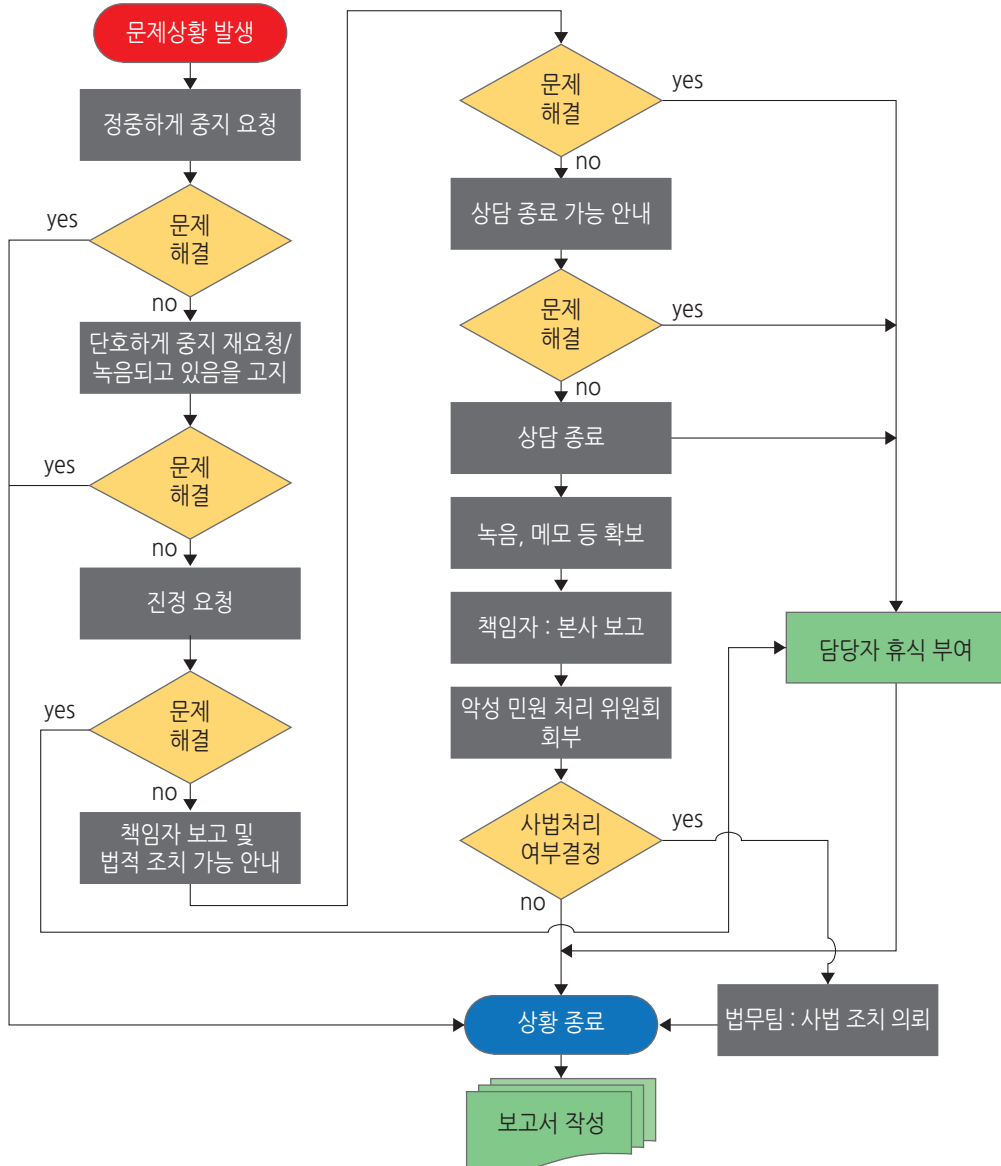 문제상황 발생
정중하게 중지 요청
문제
해결
yes
no
단호하게 중지 재요청/
녹음되고 있음을 고지
문제
해결
yes
no
진정 요청
문제
해결
yes
no
책임자 보고 및
법적 조치 가능 안내
문제
해결
yes
no
상담 종료 가능 안내
문제
해결
yes
no
상담 종료
녹음, 메모 등 확보
책임자 : 본사 보고
악성 민원 처리 위원회
회부
사법처리
여부결정
yes
no
담당자 휴식 부여
법무팀 : 사법 조치 의뢰
상황 종료
보고서 작성